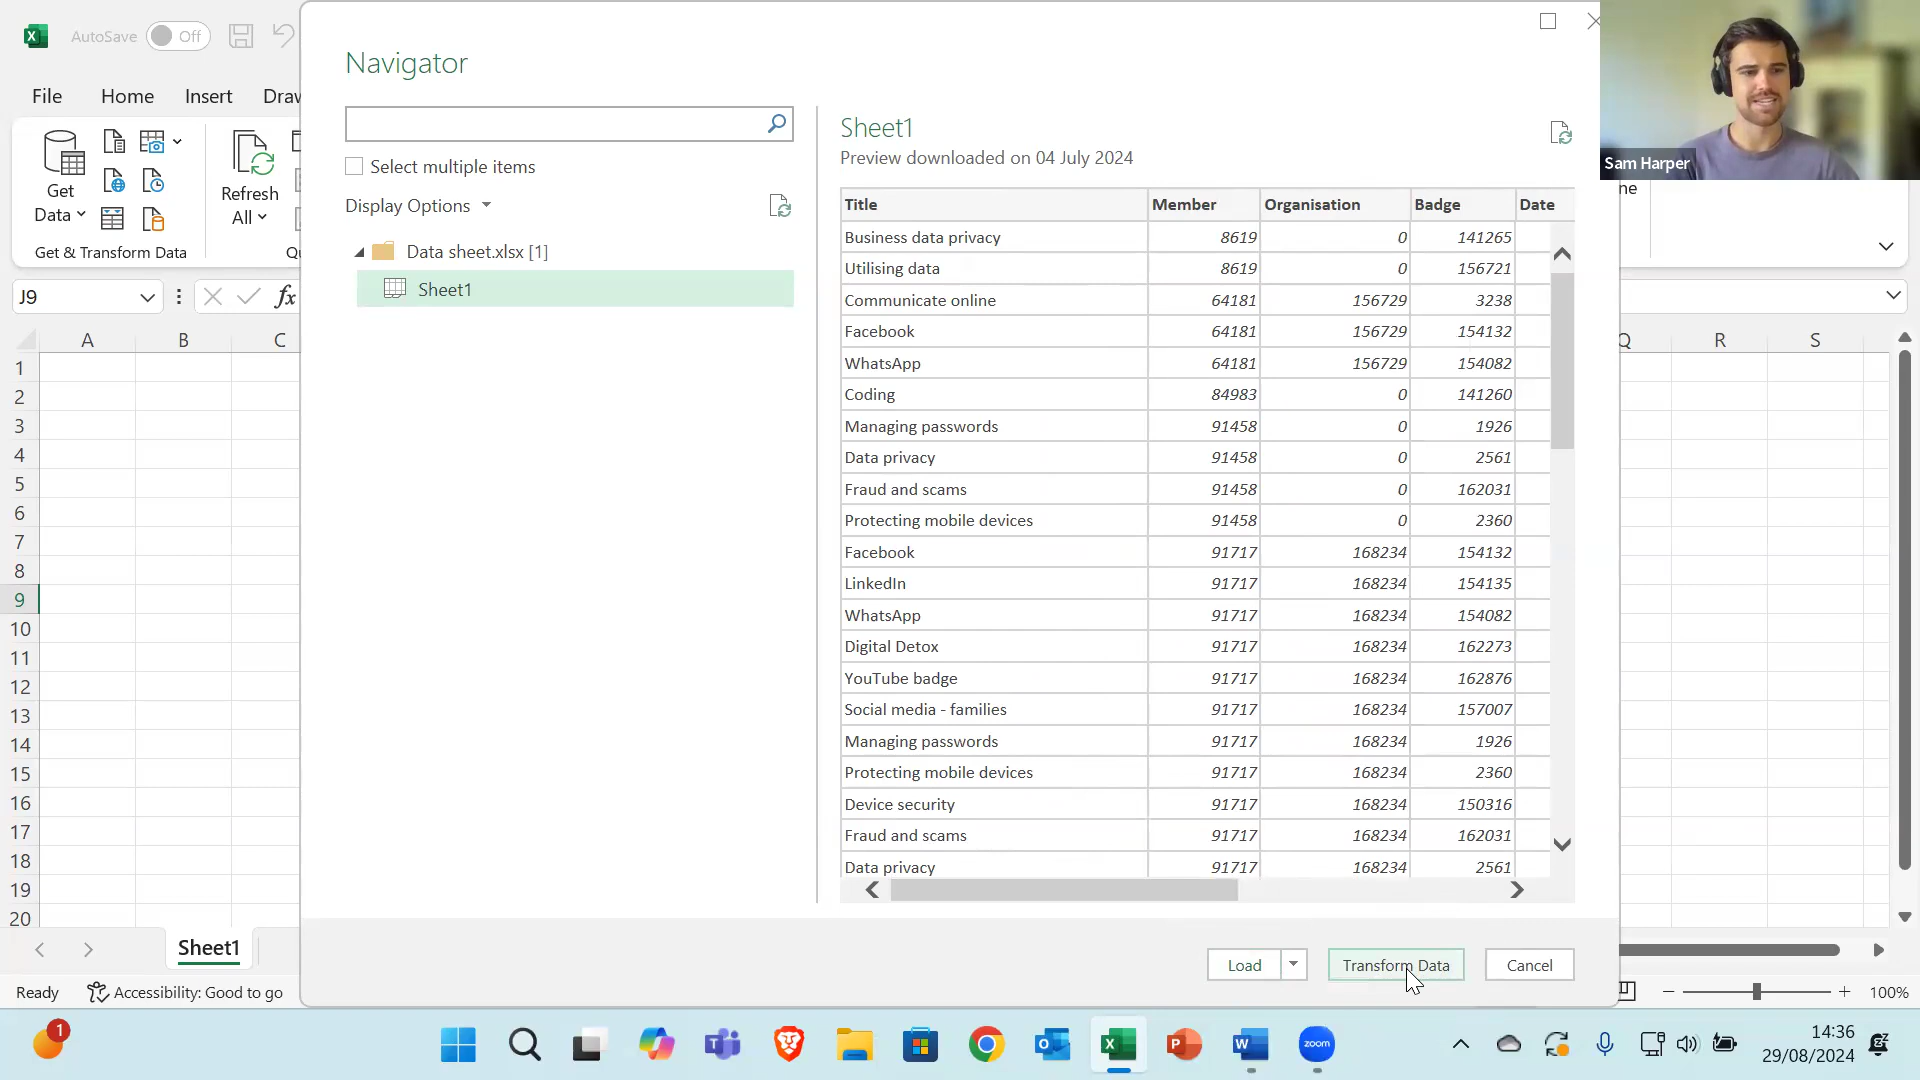 AutoSave Off
File Home Insert Draw
Get
Data
Refresh
All
Get & Transform Data
J9
fx
A B C
1
2
3
4
5
6
7
8
9
10
11
12
13
14
15
16
17
18
19
20
Sheet1
Ready Accessibility: Good to go
Navigator
Select multiple items
Display Options
Data sheet.xlsx [1]
Sheet1
Sheet1
Preview downloaded on 04 July 2024
Title Member Organisation Badge Date
Business data privacy 8619 0 141265
Utilising data 8619 0 156721
Communicate online 64181 156729 3238
Facebook 64181 156729 154132
WhatsApp 64181 156729 154082
Coding 84983 0 141260
Managing passwords 91458 0 1926
Data privacy 91458 0 2561
Fraud and scams 91458 0 162031
Protecting mobile devices 91458 0 2360
Facebook 91717 168234 154132
LinkedIn 91717 168234 154135
WhatsApp 91717 168234 154082
Digital Detox 91717 168234 162273
YouTube badge 91717 168234 162876
Social media - families 91717 168234 157007
Managing passwords 91717 168234 1926
Protecting mobile devices 91717 168234 2360
Device security 91717 168234 150316
Fraud and scams 91717 168234 162031
Data privacy 91717 168234 2561
Load Transform Data Cancel
Sam Harper
ne
Q R S
100%
1
zoom
14:36
29/08/2024